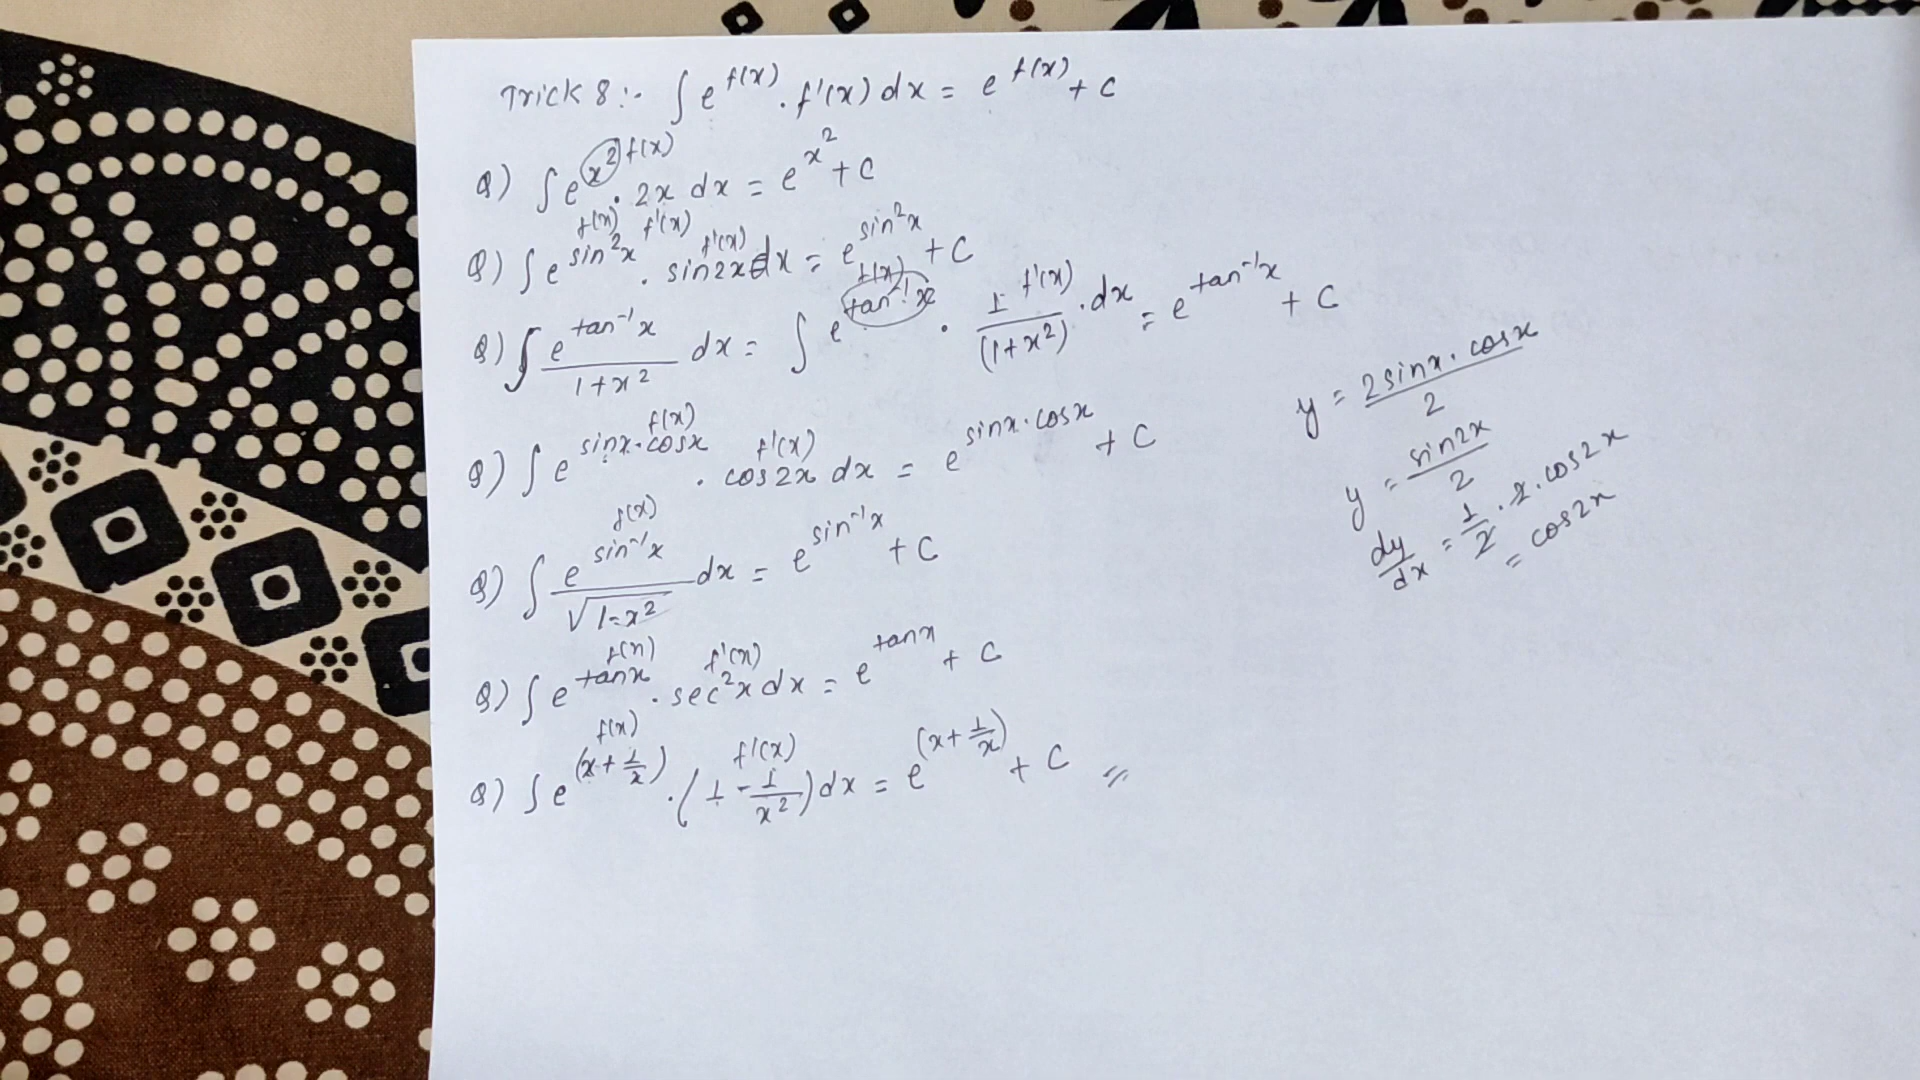 Trick 8 :- ∫ e^f(x) . f'(x) dx = e^f(x) + c
Q) ∫ e^x² . 2x dx = e^x² + c
f(x)
f(x) f'(x) f'(x)
Q) ∫ e^sin²x . sin2x dx = e^sin²x + c
f(x) f'(x)
Q) ∫ e^tan⁻¹x / 1+x² dx = ∫ e^tan⁻¹x . 1/(1+x²) . dx = e^tan⁻¹x + c
f(x) f'(x)
Q) ∫ e^sinx.cosx . cos2x dx = e^sinx.cosx + c
f(x)
Q) ∫ e^sin⁻¹x / √1-x² dx = e^sin⁻¹x + c
f(x) f'(x)
Q) ∫ e^tanx . sec²x dx = e^tanx + c
f(x) f'(x)
Q) ∫ e^(x+1/x) . (1 - 1/x²) dx = e^(x+1/x) + c
y = 2sinx.cosx / 2
y = sin2x / 2
dy/dx = 1/2 . 2 . cos2x
= cos2x